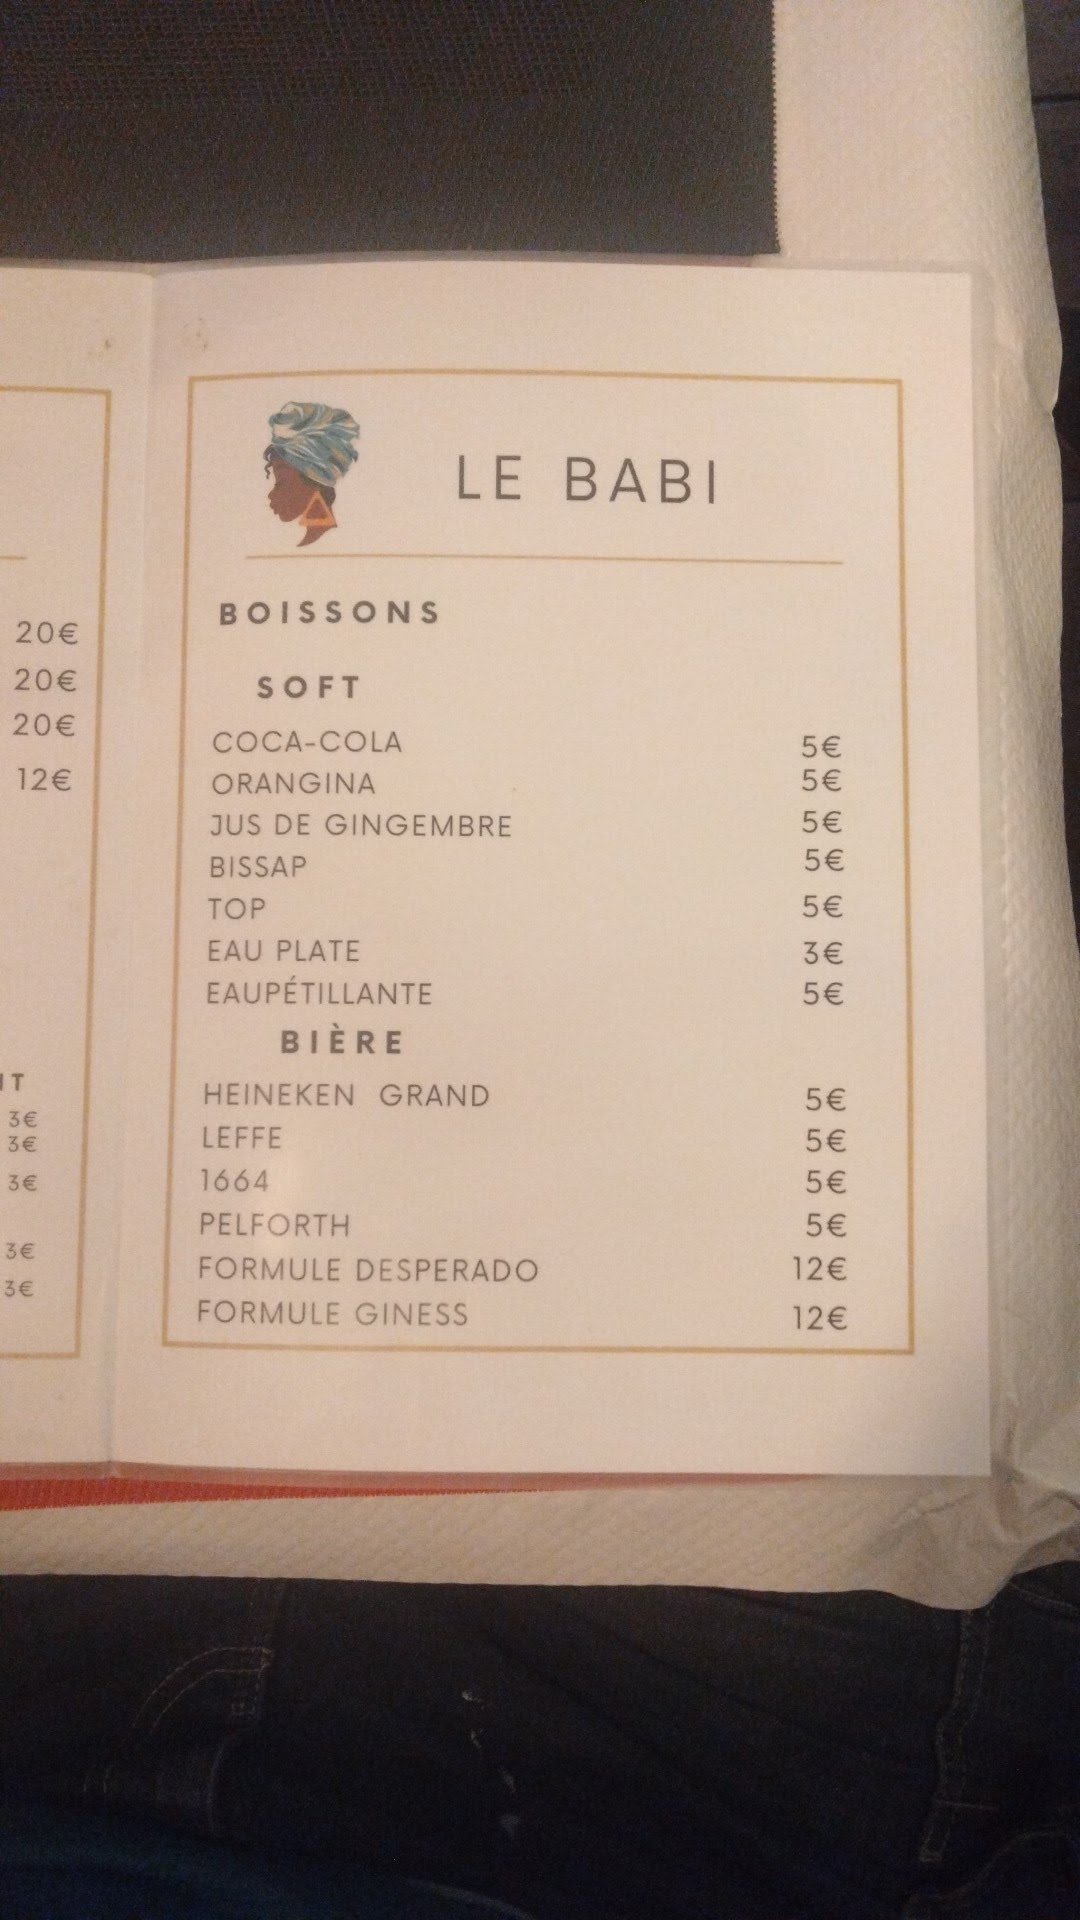 20€
20€
20€
12€
IT
3€
3€
3€
3€
3€
LE BABI
BOISSONS
SOFT
COCA-COLA 5€
ORANGINA 5€
JUS DE GINGEMBRE 5€
BISSAP 5€
TOP 5€
EAU PLATE 3€
EAUPÉTILLANTE 5€
BIÈRE
HEINEKEN GRAND 5€
LEFFE 5€
1664 5€
PELFORTH 5€
FORMULE DESPERADO 12€
FORMULE GINESS 12€